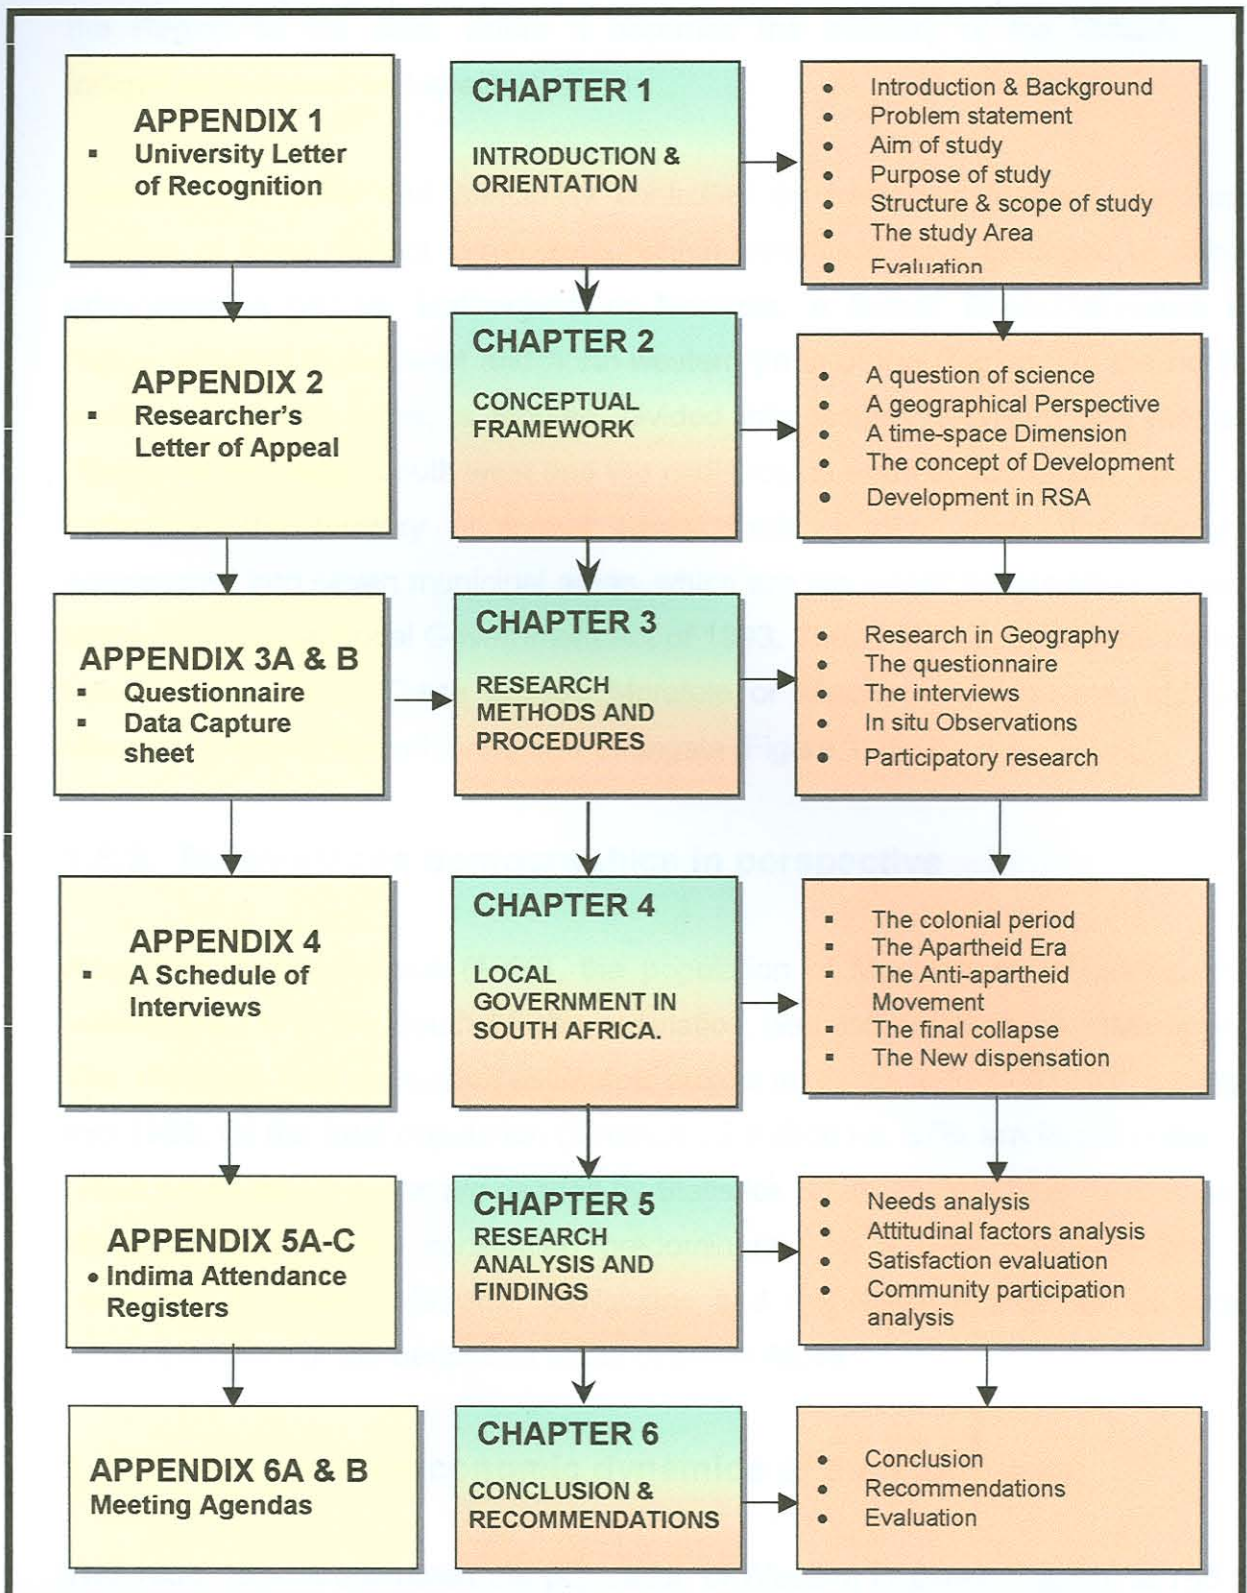 APPENDIX 1
▪ University Letter
of Recognition
CHAPTER 1
INTRODUCTION &
ORIENTATION
• Introduction & Background
• Problem statement
• Aim of study
• Purpose of study
• Structure & scope of study
• The study Area
• Evaluation
APPENDIX 2
▪ Researcher's
Letter of Appeal
CHAPTER 2
CONCEPTUAL
FRAMEWORK
• A question of science
• A geographical Perspective
• A time-space Dimension
• The concept of Development
• Development in RSA
APPENDIX 3A & B
▪ Questionnaire
▪ Data Capture
sheet
CHAPTER 3
RESEARCH
METHODS AND
PROCEDURES
• Research in Geography
• The questionnaire
• The interviews
• In situ Observations
• Participatory research
APPENDIX 4
▪ A Schedule of
Interviews
CHAPTER 4
LOCAL
GOVERNMENT IN
SOUTH AFRICA.
▪ The colonial period
▪ The Apartheid Era
▪ The Anti-apartheid
Movement
▪ The final collapse
▪ The New dispensation
APPENDIX 5A-C
• Indima Attendance
Registers
CHAPTER 5
RESEARCH
ANALYSIS AND
FINDINGS
• Needs analysis
• Attitudinal factors analysis
• Satisfaction evaluation
• Community participation
analysis
APPENDIX 6A & B
Meeting Agendas
CHAPTER 6
CONCLUSION &
RECOMMENDATIONS
• Conclusion
• Recommendations
• Evaluation